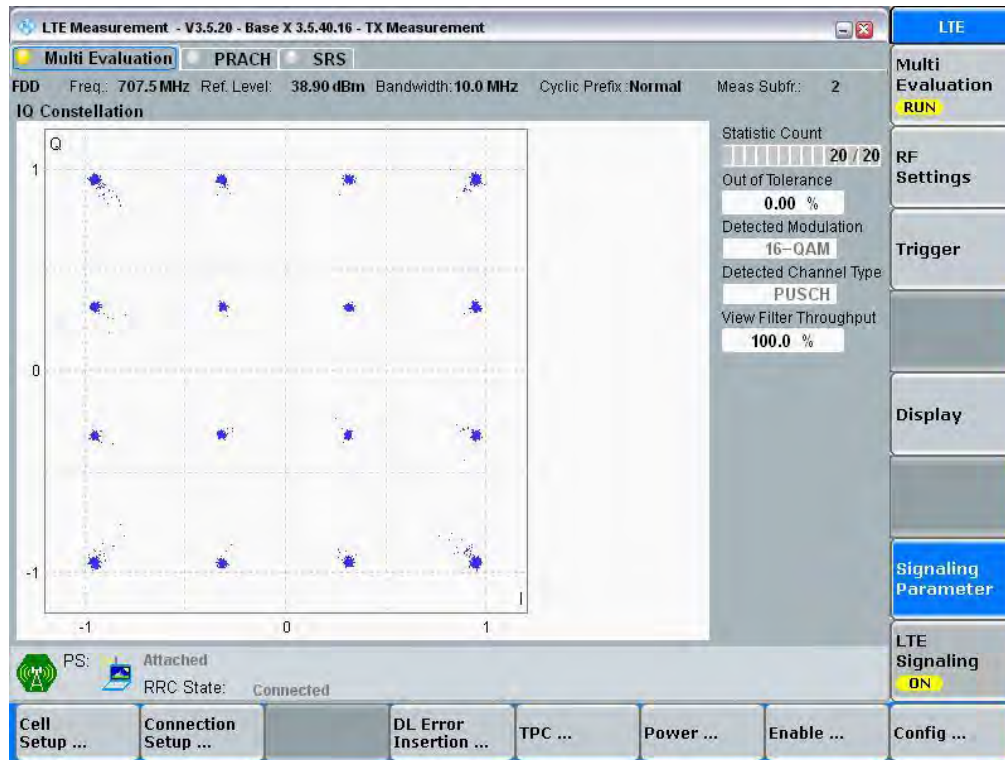 LTE Measurement - V3.5.20 - Base X 3.5.40.16 - TX Measurement
LTE
Multi Evaluation PRACH SRS
FDD Freq.: 707.5 MHz Ref. Level: 38.90 dBm Bandwidth: 10.0 MHz Cyclic Prefix : Normal Meas Subfr.: 2
IQ Constellation
Q
1
0
-1
-1 0 1
I
Statistic Count
20 / 20
Out of Tolerance
0.00 %
Detected Modulation
16-QAM
Detected Channel Type
PUSCH
View Filter Throughput
100.0 %
Multi
Evaluation
RUN
RF
Settings
Trigger
Display
Signaling
Parameter
LTE
Signaling
ON
PS: Attached
RRC State: Connected
Cell
Setup ...
Connection
Setup ...
DL Error
Insertion ...
TPC ...
Power ...
Enable ...
Config ...